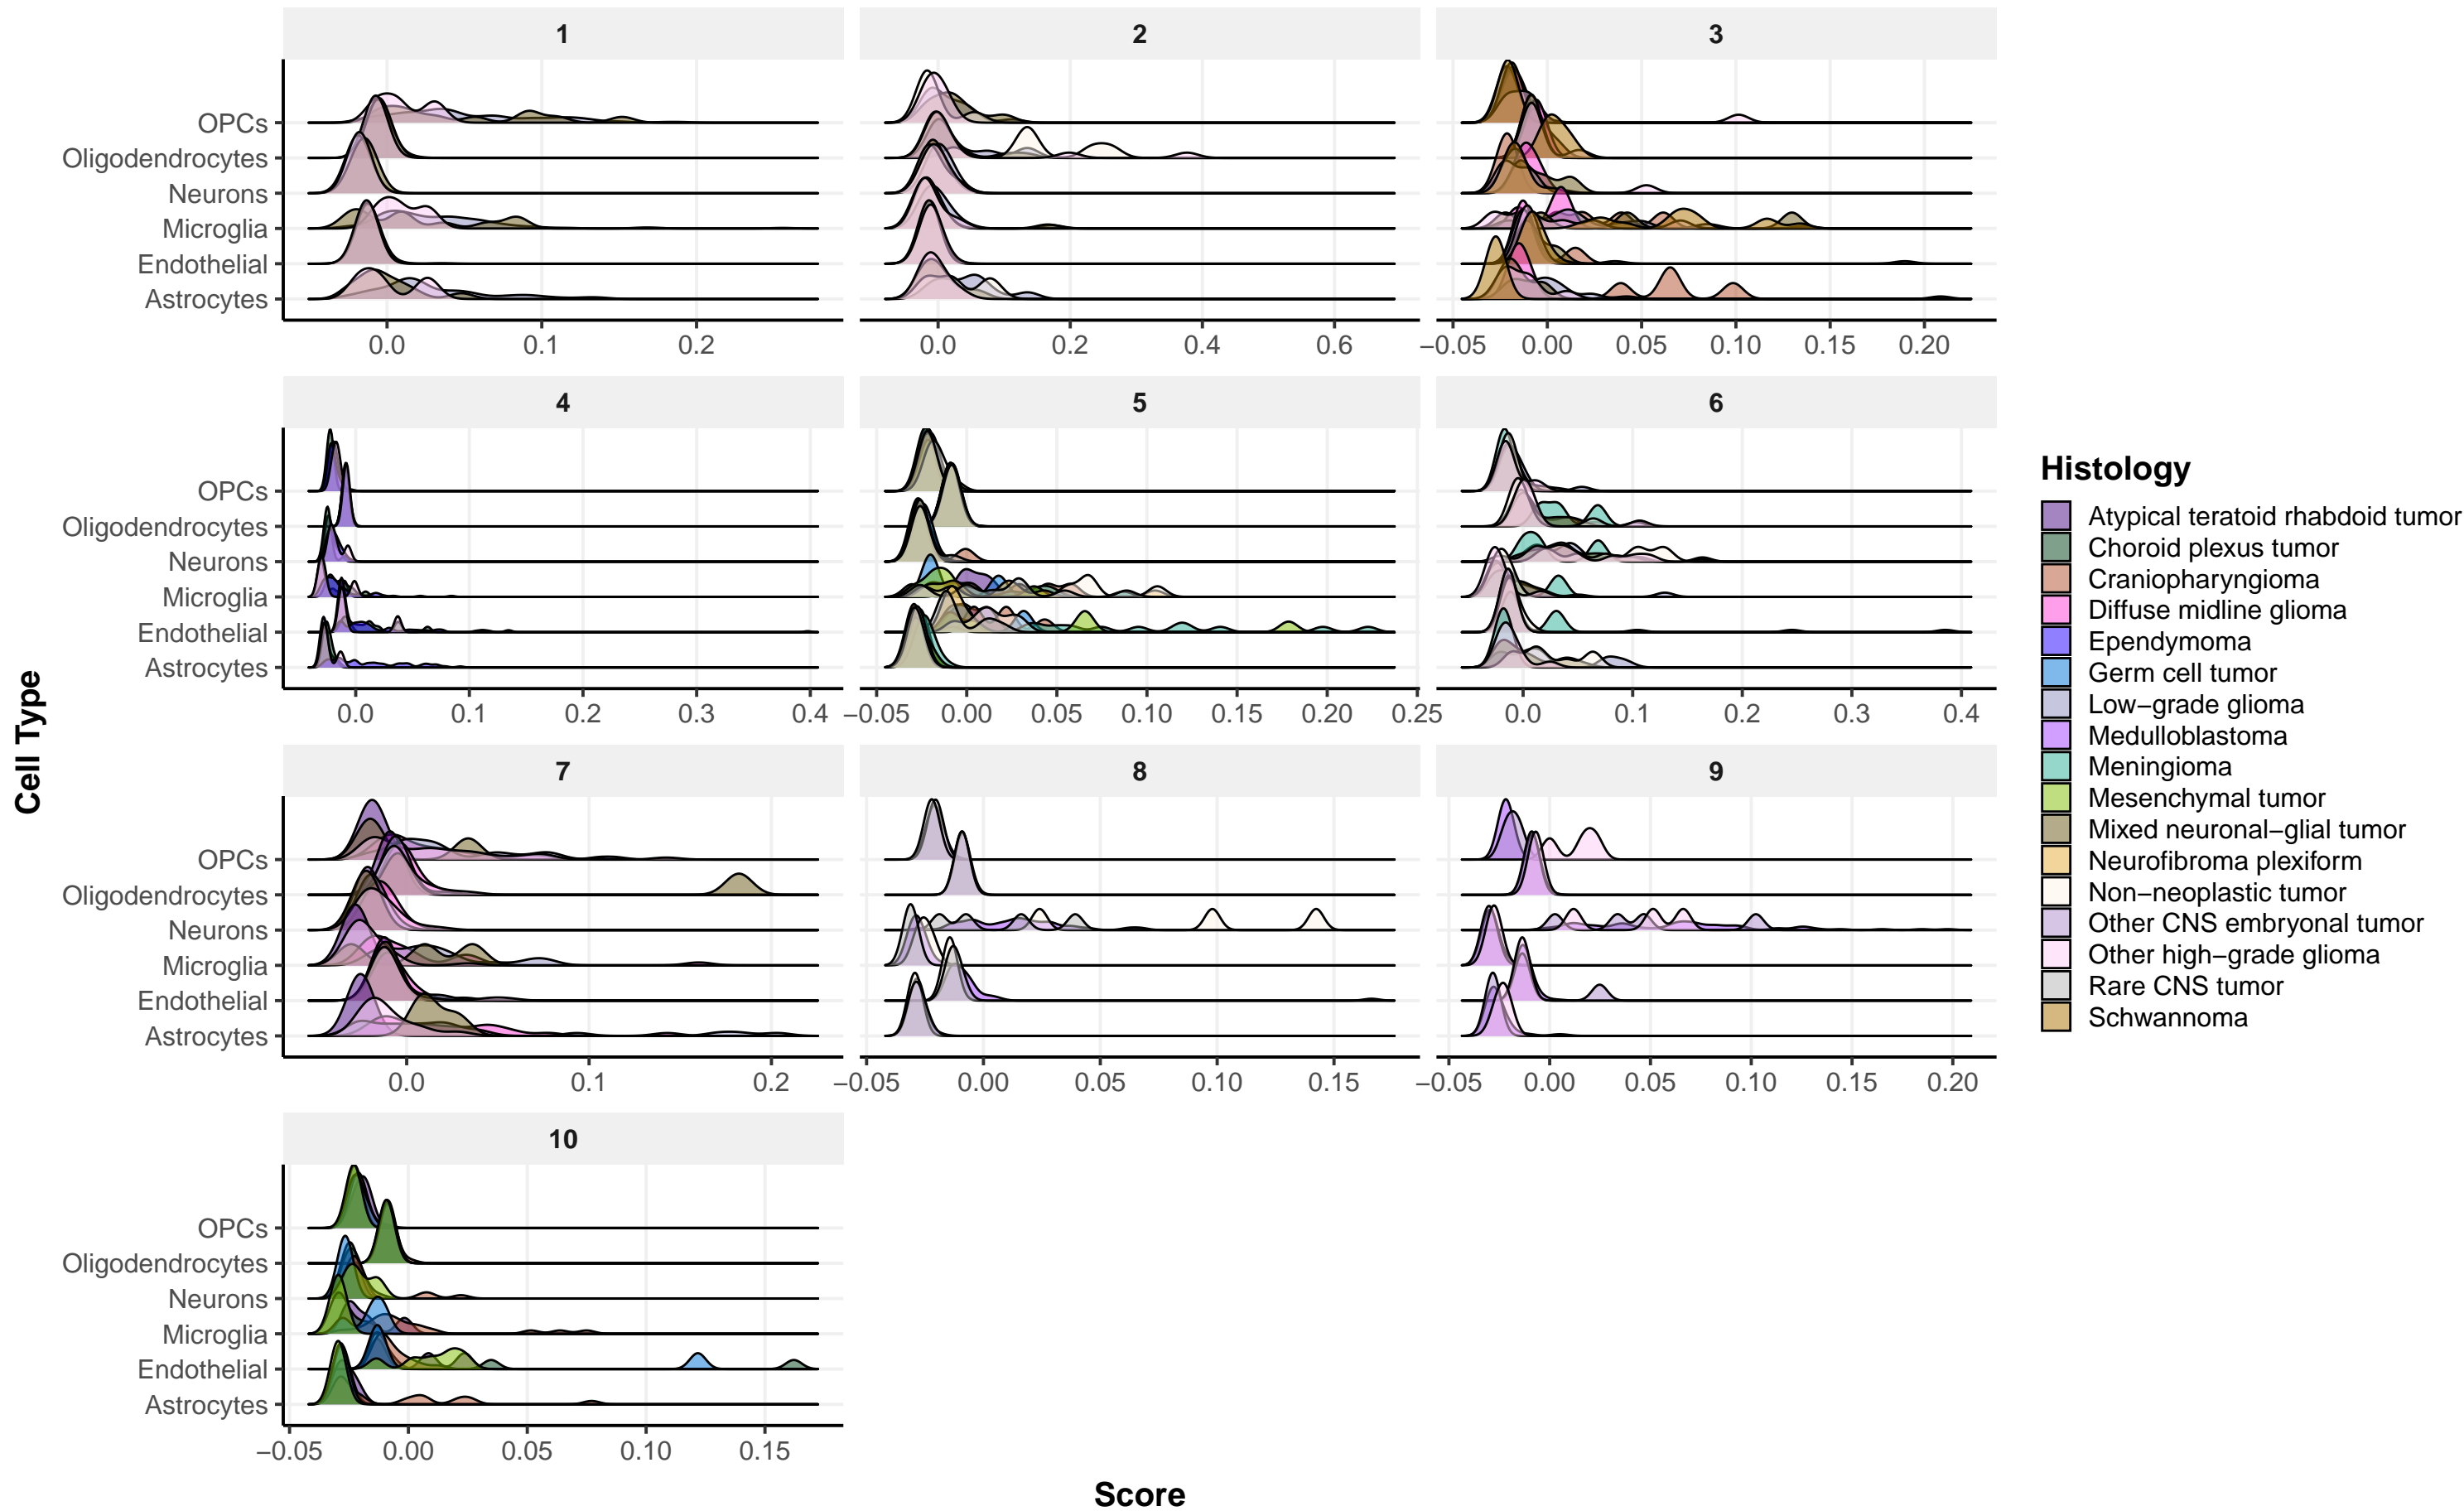 1 2 3
OPCs
Oligodendrocytes
Neurons
Microglia
Endothelial
Astrocytes
0.0 0.1 0.2 0.0 0.2 0.4 0.6 −0.05 0.00 0.05 0.10 0.15 0.20
4 5 6
OPCs
Oligodendrocytes
Neurons
Microglia
Endothelial
Astrocytes
0.0 0.1 0.2 0.3 0.4 −0.05 0.00 0.05 0.10 0.15 0.20 0.25 0.0 0.1 0.2 0.3 0.4
7 8 9
OPCs
Oligodendrocytes
Neurons
Microglia
Endothelial
Astrocytes
0.0 0.1 0.2 −0.05 0.00 0.05 0.10 0.15 −0.05 0.00 0.05 0.10 0.15 0.20
10
OPCs
Oligodendrocytes
Neurons
Microglia
Endothelial
Astrocytes
−0.05 0.00 0.05 0.10 0.15
Cell Type
Score
Histology
Atypical teratoid rhabdoid tumor
Choroid plexus tumor
Craniopharyngioma
Diffuse midline glioma
Ependymoma
Germ cell tumor
Low−grade glioma
Medulloblastoma
Meningioma
Mesenchymal tumor
Mixed neuronal−glial tumor
Neurofibroma plexiform
Non−neoplastic tumor
Other CNS embryonal tumor
Other high−grade glioma
Rare CNS tumor
Schwannoma